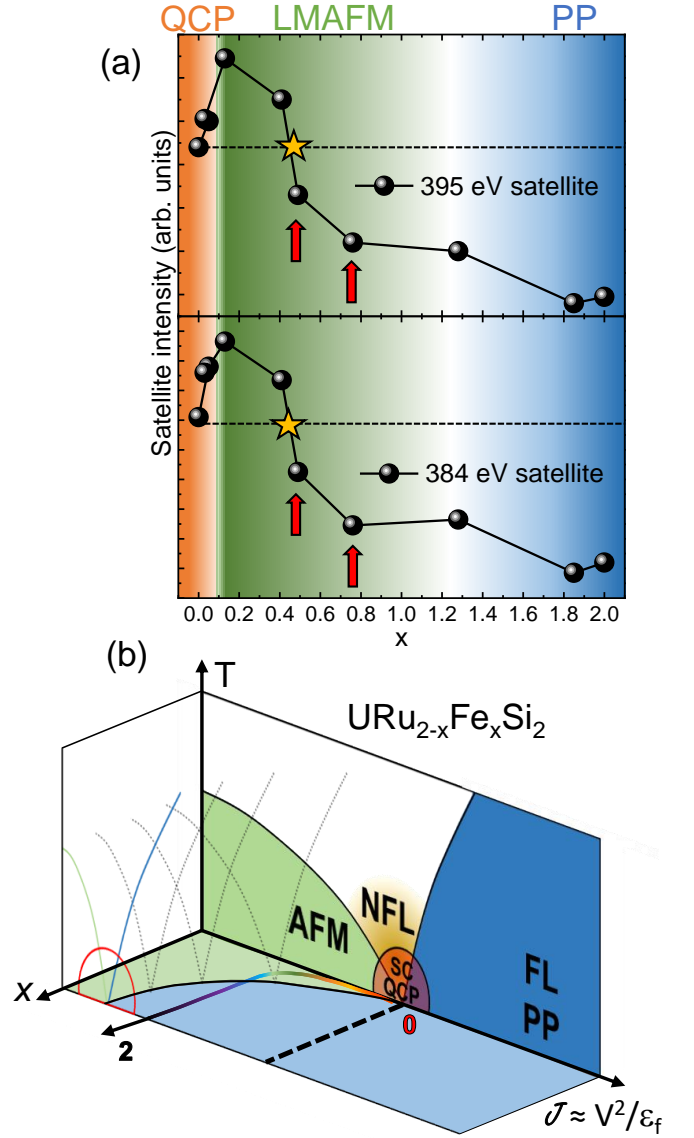 QCP LMAFM PP
(a)
Satellite intensity (arb. units)
395 eV satellite
384 eV satellite
0.0 0.2 0.4 0.6 0.8 1.0 1.2 1.4 1.6 1.8 2.0
x
(b)
T
URu2-xFexSi2
AFM
NFL
SC
QCP
FL
PP
x
2
0
𝒥 ≈ V²/εf